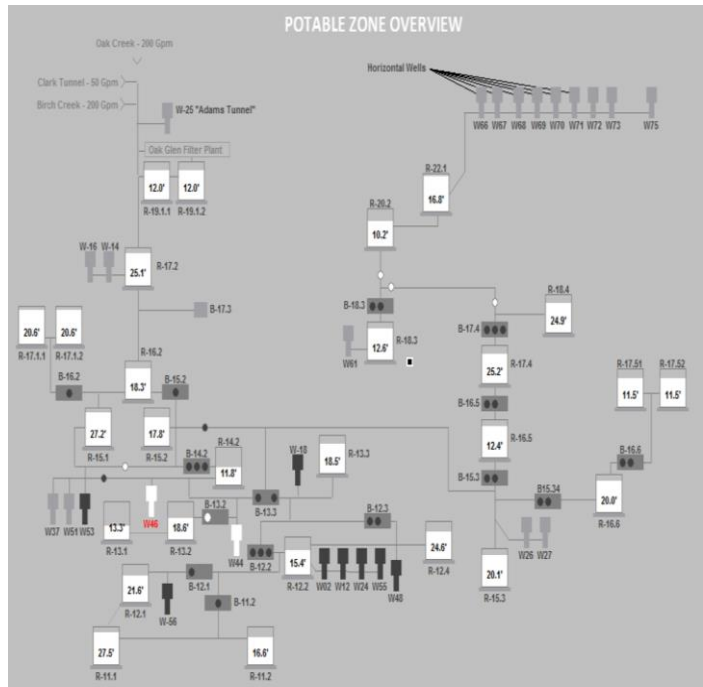 POTABLE ZONE OVERVIEW
Oak Creek - 200 Gpm
Clark Tunnel - 50 Gpm
Birch Creek - 200 Gpm
W-25 "Adams Tunnel"
Oak Glen Filter Plant
12.0' 12.0'
R-19.1.1 R-19.1.2
Horizontal Wells
W66 W67 W68 W69 W70 W71 W72 W73 W75
R-22.1
16.8'
R-20.2
10.2'
W-16 W-14
25.1' R-17.2
B-17.3
20.6' 20.6'
R-17.1.1 R-17.1.2
R-16.2
18.3'
B-16.2
B-15.2
B-18.3
12.6' R-18.3
W61
R-18.4
24.9'
B-17.4
25.2' R-17.4
B-16.5
12.4' R-16.5
B-15.3
R-17.51 R-17.52
11.5' 11.5'
B-16.6
B15.34
20.0'
R-16.6
W26 W27
20.1'
R-15.3
27.2'
R-15.1
17.8'
R-15.2
B-14.2
R-14.2
11.8'
W-18
R-13.3
18.5'
B-13.3
W37 W51 W53
W46
13.3'
R-13.1
18.6'
R-13.2
B-13.2
W44
B-12.3
B-12.2
15.4'
R-12.2
W02 W12 W24 W55 W48
24.6'
R-12.4
21.6'
R-12.1
B-12.1
W-56
B-11.2
27.5'
R-11.1
16.6'
R-11.2